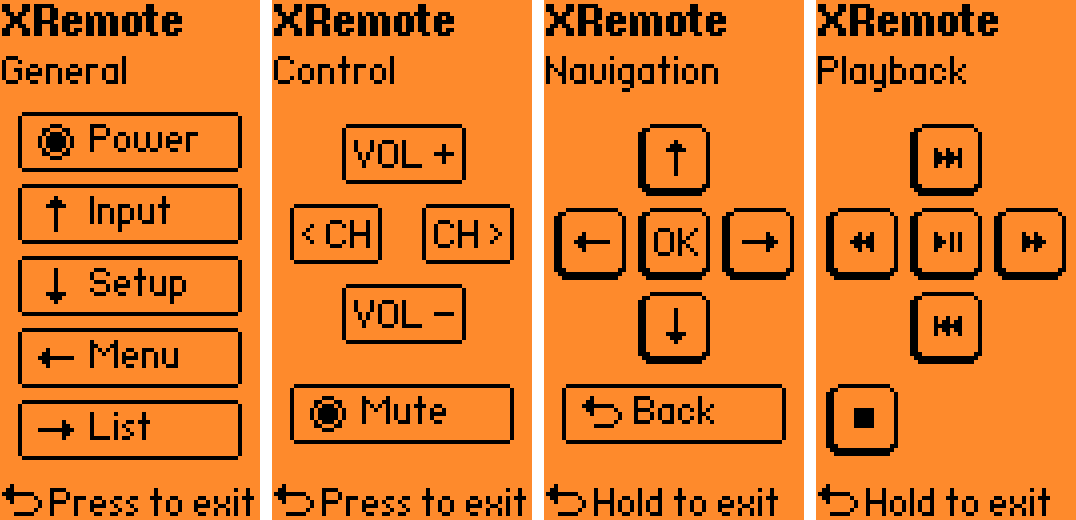 XRemote
General
Power
Input
Setup
Menu
List
Press to exit
XRemote
Control
VOL +
< CH
CH >
VOL -
Mute
Press to exit
XRemote
Navigation
OK
Back
Hold to exit
XRemote
Playback
Hold to exit